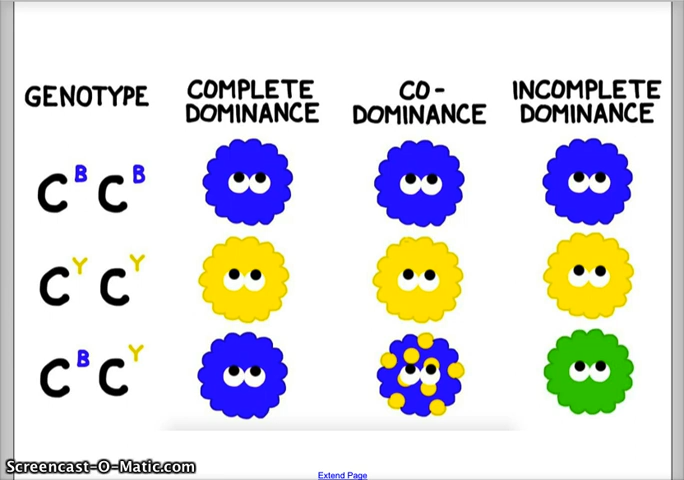 GENOTYPE
COMPLETE
DOMINANCE
CO-
DOMINANCE
INCOMPLETE
DOMINANCE
C^B C^B
C^Y C^Y
C^B C^Y
Screencast-O-Matic.com
Extend Page